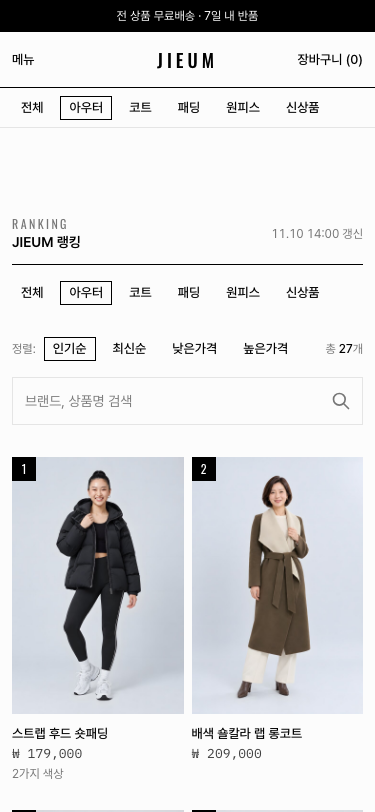 전 상품 무료배송 · 7일 내 반품
메뉴 JIEUM 장바구니 (0)
전체 아우터 코트 패딩 원피스 신상품
RANKING
JIEUM 랭킹 11.10 14:00 갱신
전체 아우터 코트 패딩 원피스 신상품
정렬: 인기순 최신순 낮은가격 높은가격 총 27개
브랜드, 상품명 검색
1 2
스트랩 후드 숏패딩 배색 숄칼라 랩 롱코트
₩ 179,000 ₩ 209,000
2가지 색상